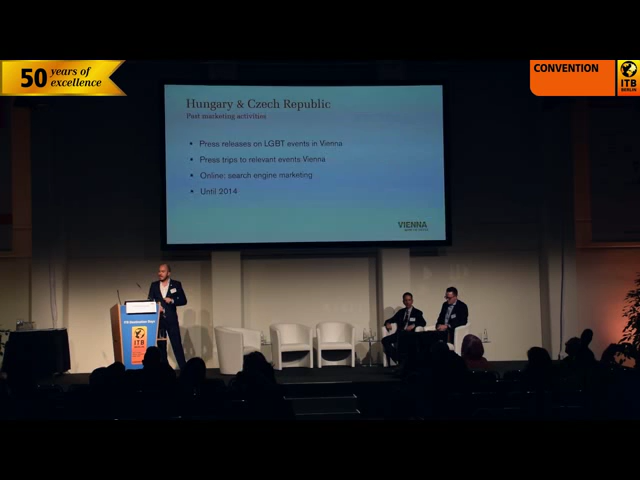 50 years of
excellence
CONVENTION
ITB
BERLIN
Hungary & Czech Republic
Past marketing activities
Press releases on LGBT events in Vienna
Press trips to relevant events Vienna
Online: search engine marketing
Until 2014
VIENNA
ITB